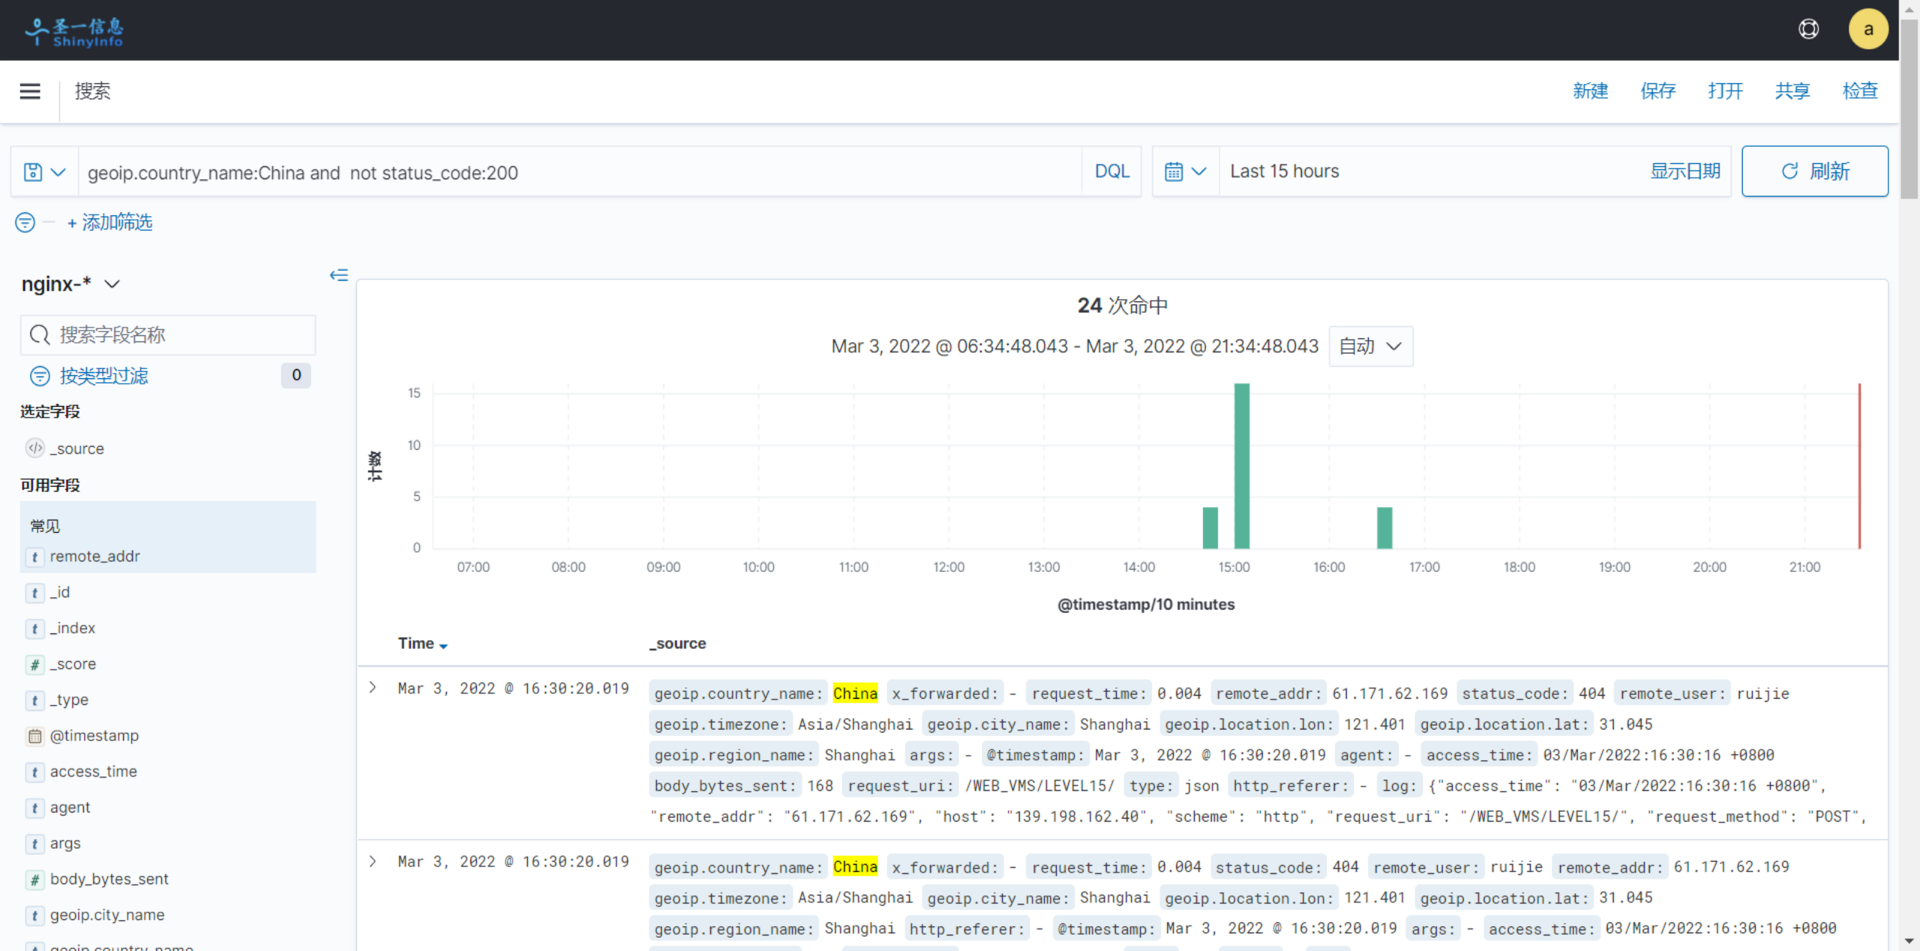 圣一信息
ShinyInfo
a
搜索
新建 保存 打开 共享 检查
geoip.country_name:China and  not status_code:200
DQL
Last 15 hours
显示日期
刷新
+ 添加筛选
nginx-*
搜索字段名称
按类型过滤 0
选定字段
</> _source
可用字段
常见
t remote_addr
t _id
t _index
# _score
t _type
@timestamp
t access_time
t agent
t args
# body_bytes_sent
t geoip.city_name
t geoip.country_name
24 次命中
Mar 3, 2022 @ 06:34:48.043 - Mar 3, 2022 @ 21:34:48.043 自动
计数
15
10
5
0
07:00 08:00 09:00 10:00 11:00 12:00 13:00 14:00 15:00 16:00 17:00 18:00 19:00 20:00 21:00
@timestamp/10 minutes
Time _source
Mar 3, 2022 @ 16:30:20.019
geoip.country_name: China x_forwarded: - request_time: 0.004 remote_addr: 61.171.62.169 status_code: 404 remote_user: ruijie
geoip.timezone: Asia/Shanghai geoip.city_name: Shanghai geoip.location.lon: 121.401 geoip.location.lat: 31.045
geoip.region_name: Shanghai args: - @timestamp: Mar 3, 2022 @ 16:30:20.019 agent: - access_time: 03/Mar/2022:16:30:16 +0800
body_bytes_sent: 168 request_uri: /WEB_VMS/LEVEL15/ type: json http_referer: - log: {"access_time": "03/Mar/2022:16:30:16 +0800",
"remote_addr": "61.171.62.169", "host": "139.198.162.40", "scheme": "http", "request_uri": "/WEB_VMS/LEVEL15/", "request_method": "POST",
Mar 3, 2022 @ 16:30:20.019
geoip.country_name: China x_forwarded: - request_time: 0.004 status_code: 404 remote_user: ruijie remote_addr: 61.171.62.169
geoip.timezone: Asia/Shanghai geoip.city_name: Shanghai geoip.location.lon: 121.401 geoip.location.lat: 31.045
geoip.region_name: Shanghai http_referer: - @timestamp: Mar 3, 2022 @ 16:30:20.019 args: - access_time: 03/Mar/2022:16:30:16 +0800